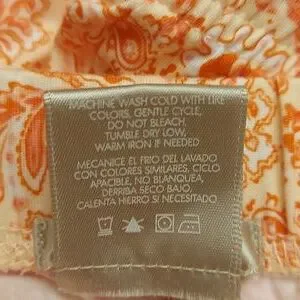 MACHINE WASH COLD WITH LIKE
COLORS, GENTLE CYCLE,
DO NOT BLEACH,
TUMBLE DRY LOW,
WARM IRON IF NEEDED
MECANICE EL FRIO DEL LAVADO
CON COLORES SIMILARES, CICLO
APACIBLE, NO BLANQUEA,
DERRIBA SECO BAJO,
CALENTA HIERRO SI NECESITADO